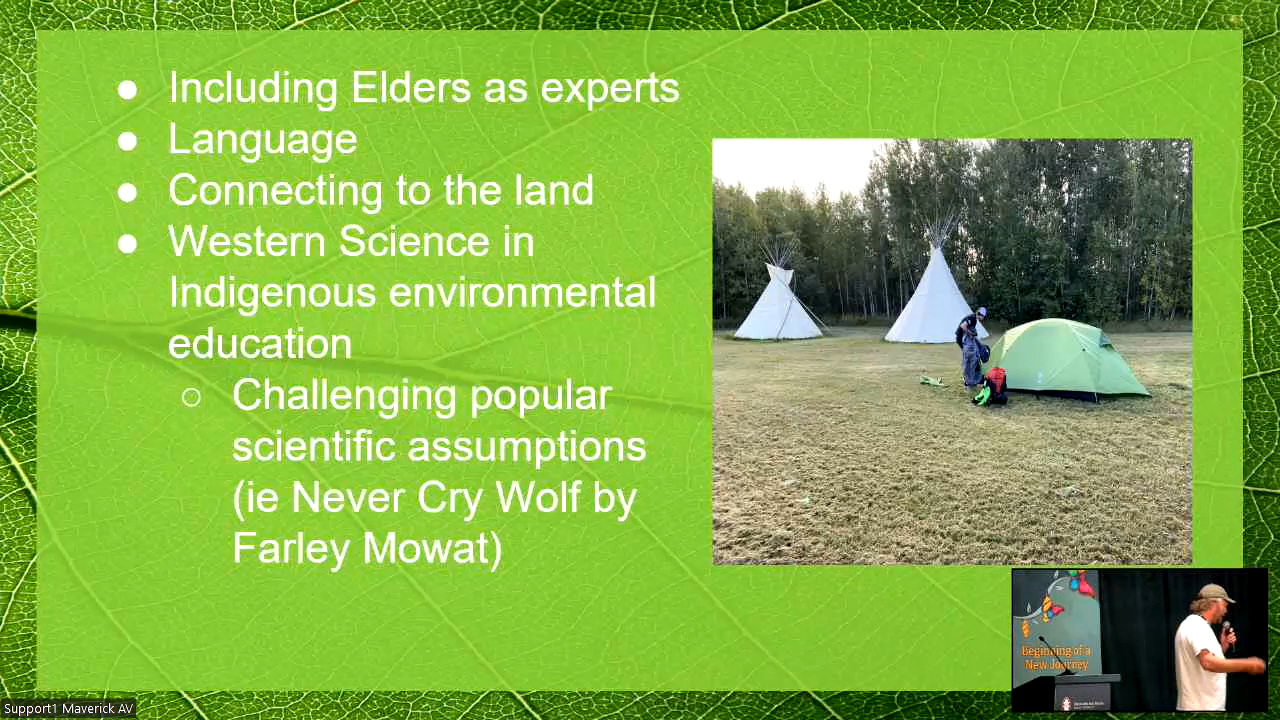 ● Including Elders as experts
● Language
● Connecting to the land
● Western Science in
Indigenous environmental
education
○ Challenging popular
scientific assumptions
(ie Never Cry Wolf by
Farley Mowat)
Beginning of a
New Journey
Support1 Maverick AV